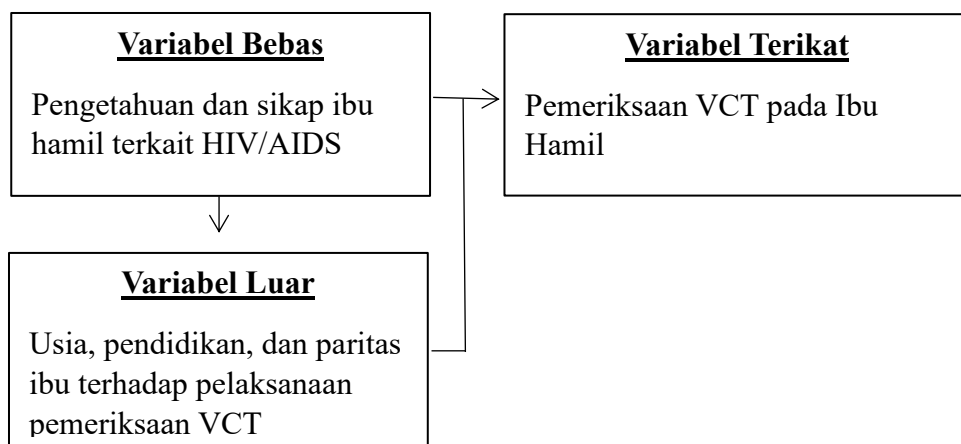 Variabel Bebas
Pengetahuan dan sikap ibu
hamil terkait HIV/AIDS
Variabel Terikat
Pemeriksaan VCT pada Ibu
Hamil
Variabel Luar
Usia, pendidikan, dan paritas
ibu terhadap pelaksanaan
pemeriksaan VCT